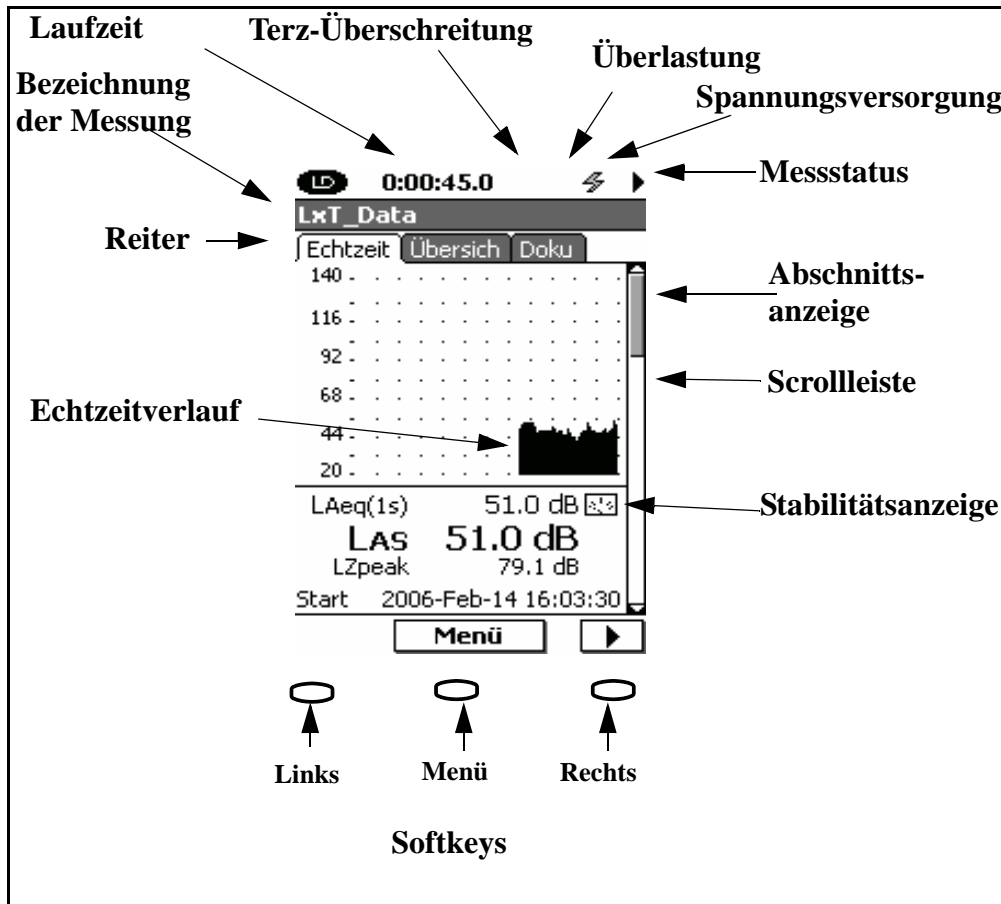 Laufzeit
Terz-Überschreitung
Überlastung
Bezeichnung
der Messung
Spannungsversorgung
LD 0:00:45.0
Messstatus
LxT_Data
Reiter
Echtzeit Übersich Doku
140
Abschnitts-
anzeige
116
92
Scrollleiste
68
Echtzeitverlauf
44
20
LAeq(1s) 51.0 dB
Stabilitätsanzeige
LAS 51.0 dB
LZpeak 79.1 dB
Start 2006-Feb-14 16:03:30
Menü
Links Menü Rechts
Softkeys